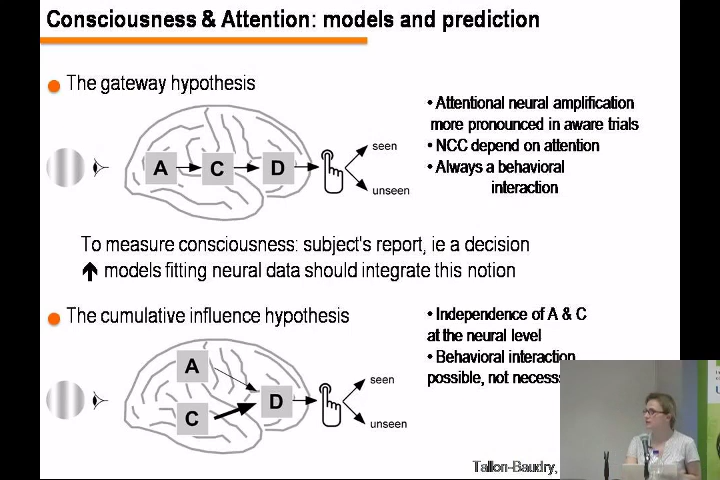 Consciousness & Attention: models and prediction
The gateway hypothesis
• Attentional neural amplification
more pronounced in aware trials
• NCC depend on attention
• Always a behavioral
interaction
A
C
D
seen
unseen
To measure consciousness: subject's report, ie a decision
models fitting neural data should integrate this notion
The cumulative influence hypothesis
• Independence of A & C
at the neural level
• Behavioral interaction
possible, not
A
C
D
seen
unseen
Tallon-Baudry,